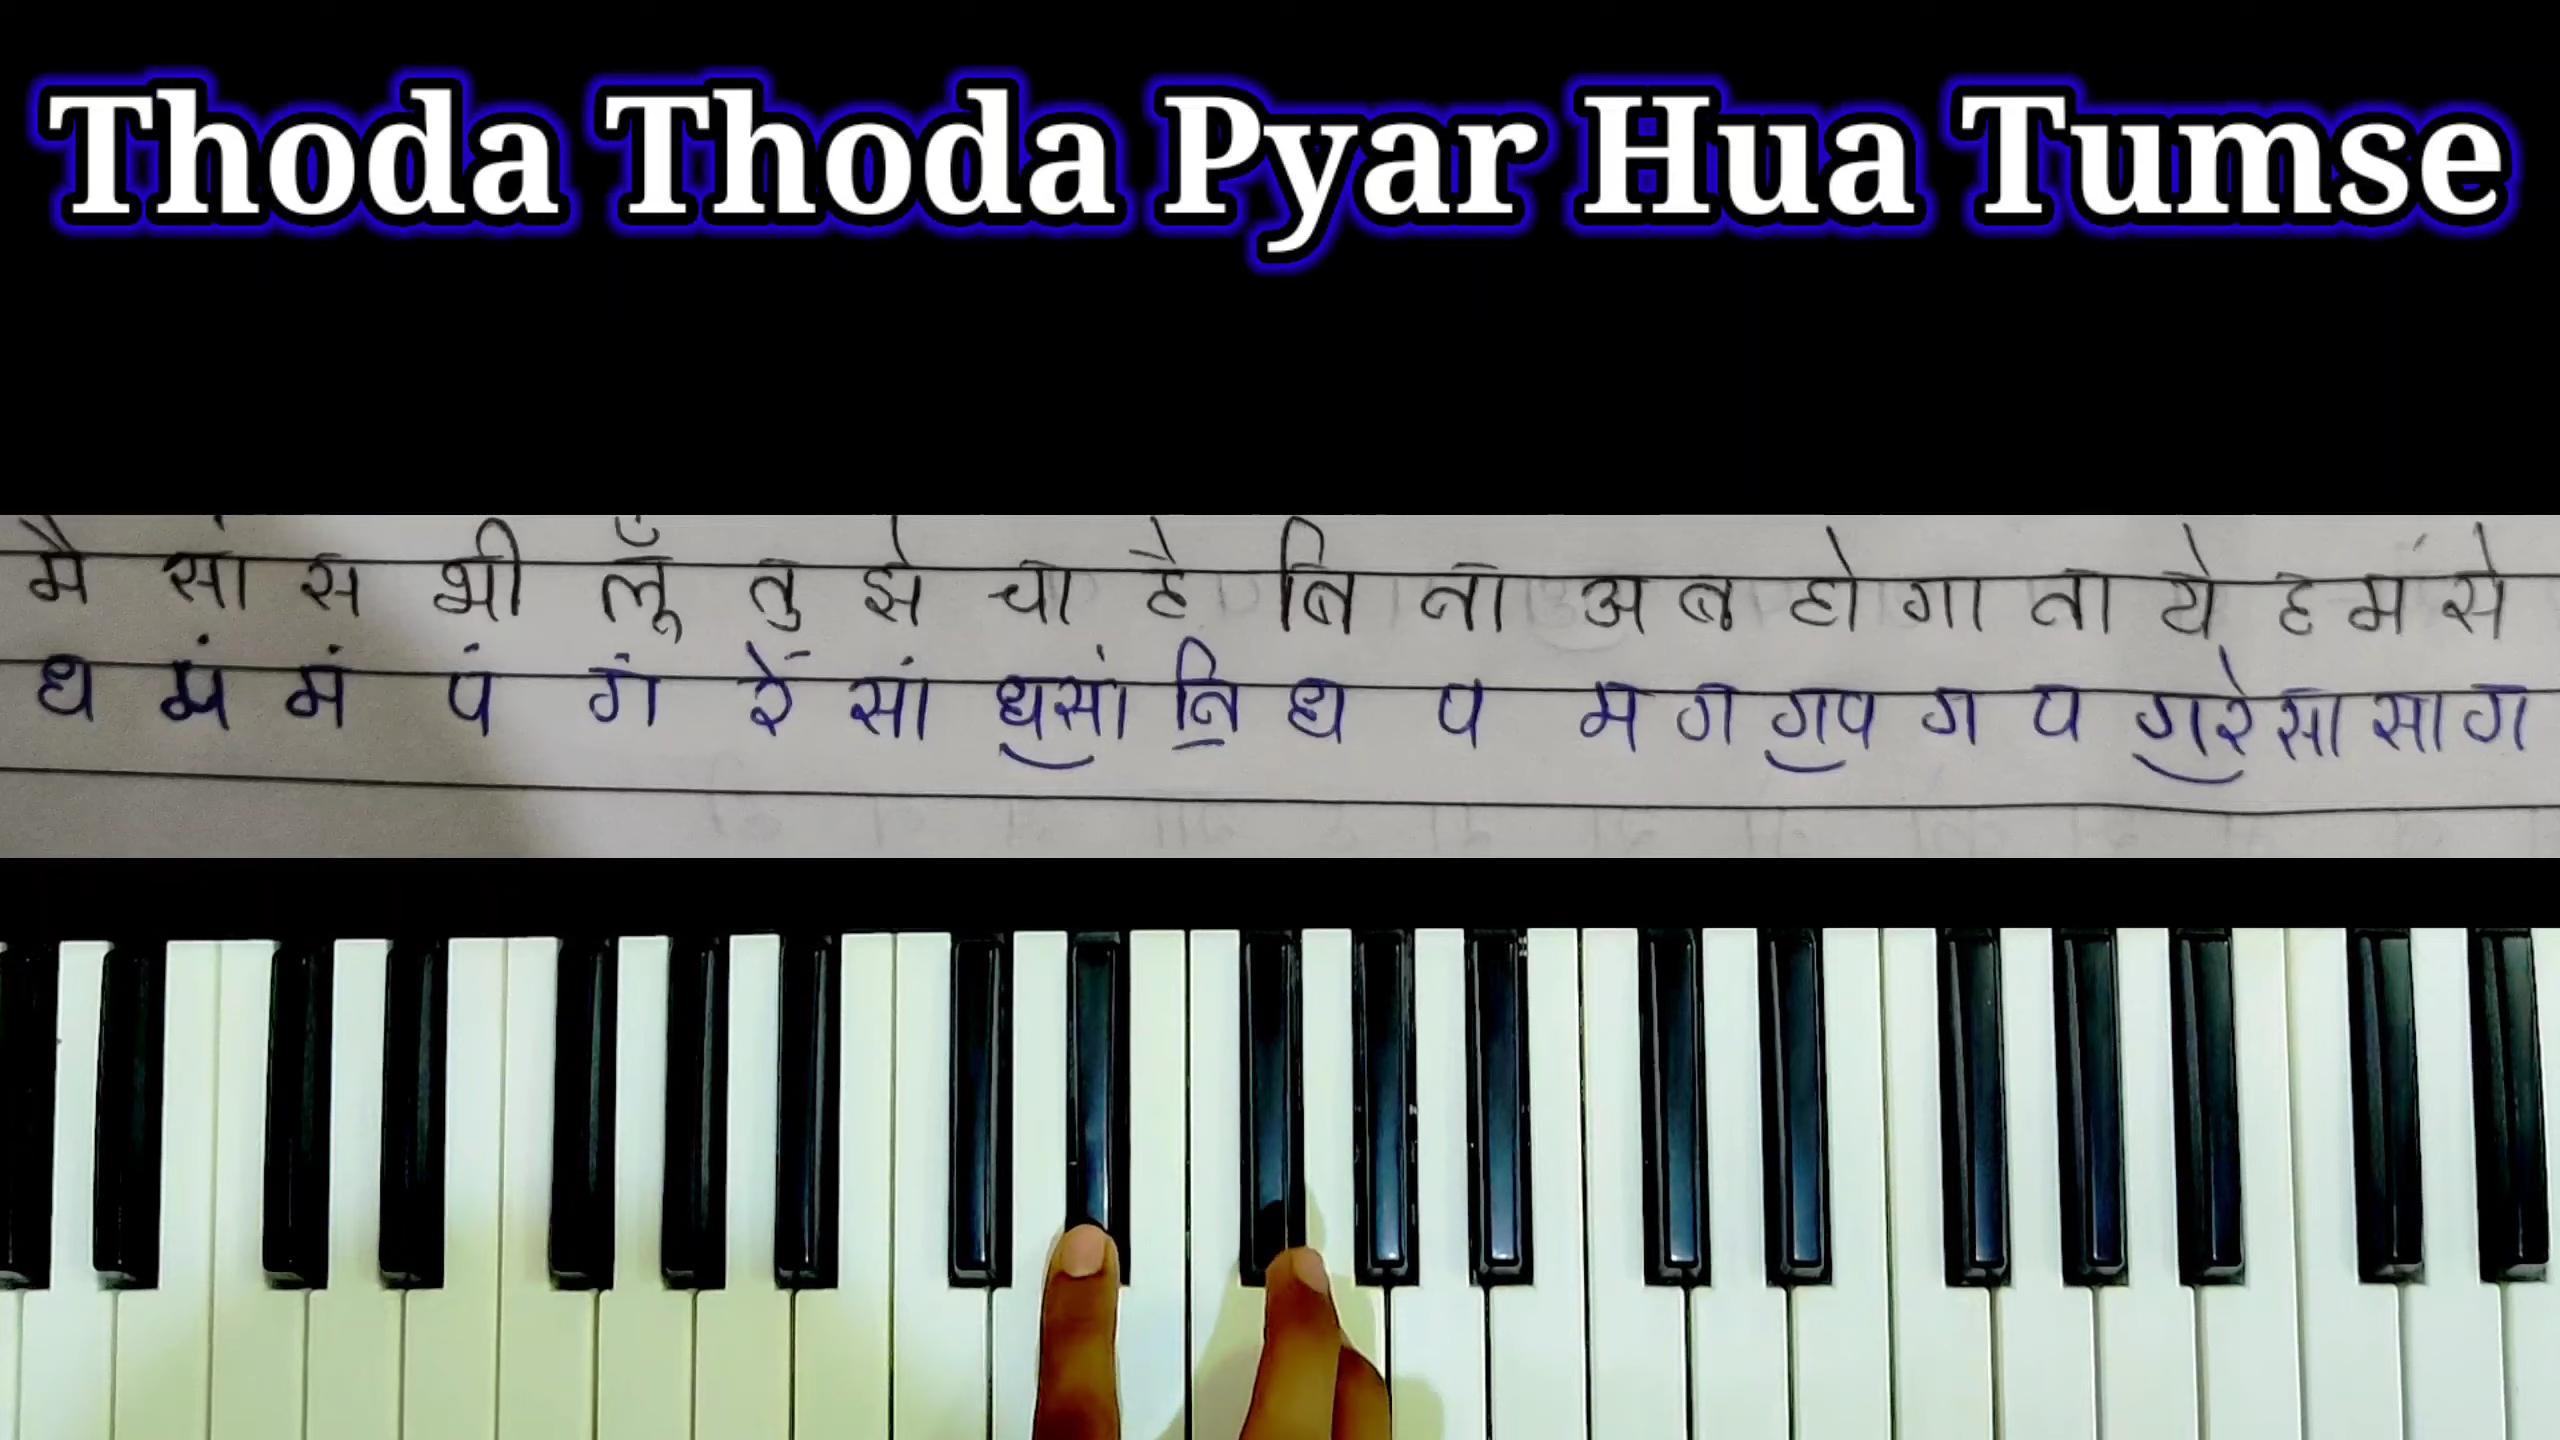 Thoda Thoda Pyar Hua Tumse
मै सां स भी लूँ तु झे चा है बि ना अ ब हो गा ना ये ह म से
ध मं मं पं गं रें सां धसां नि॒ ध प म ग गप ग प गरे सा सा ग